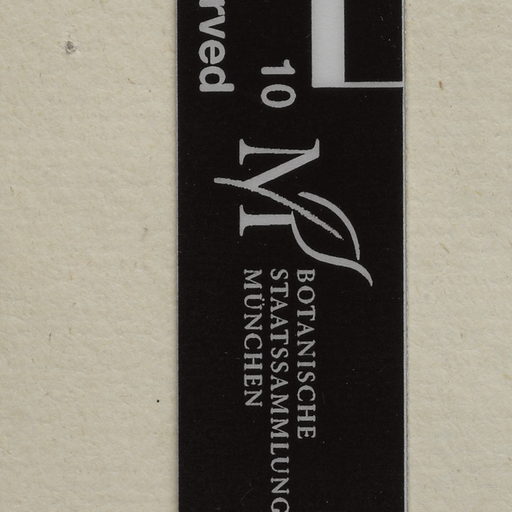 rved
10
BOTANISCHE
STAATSSAMMLUNG
MÜNCHEN